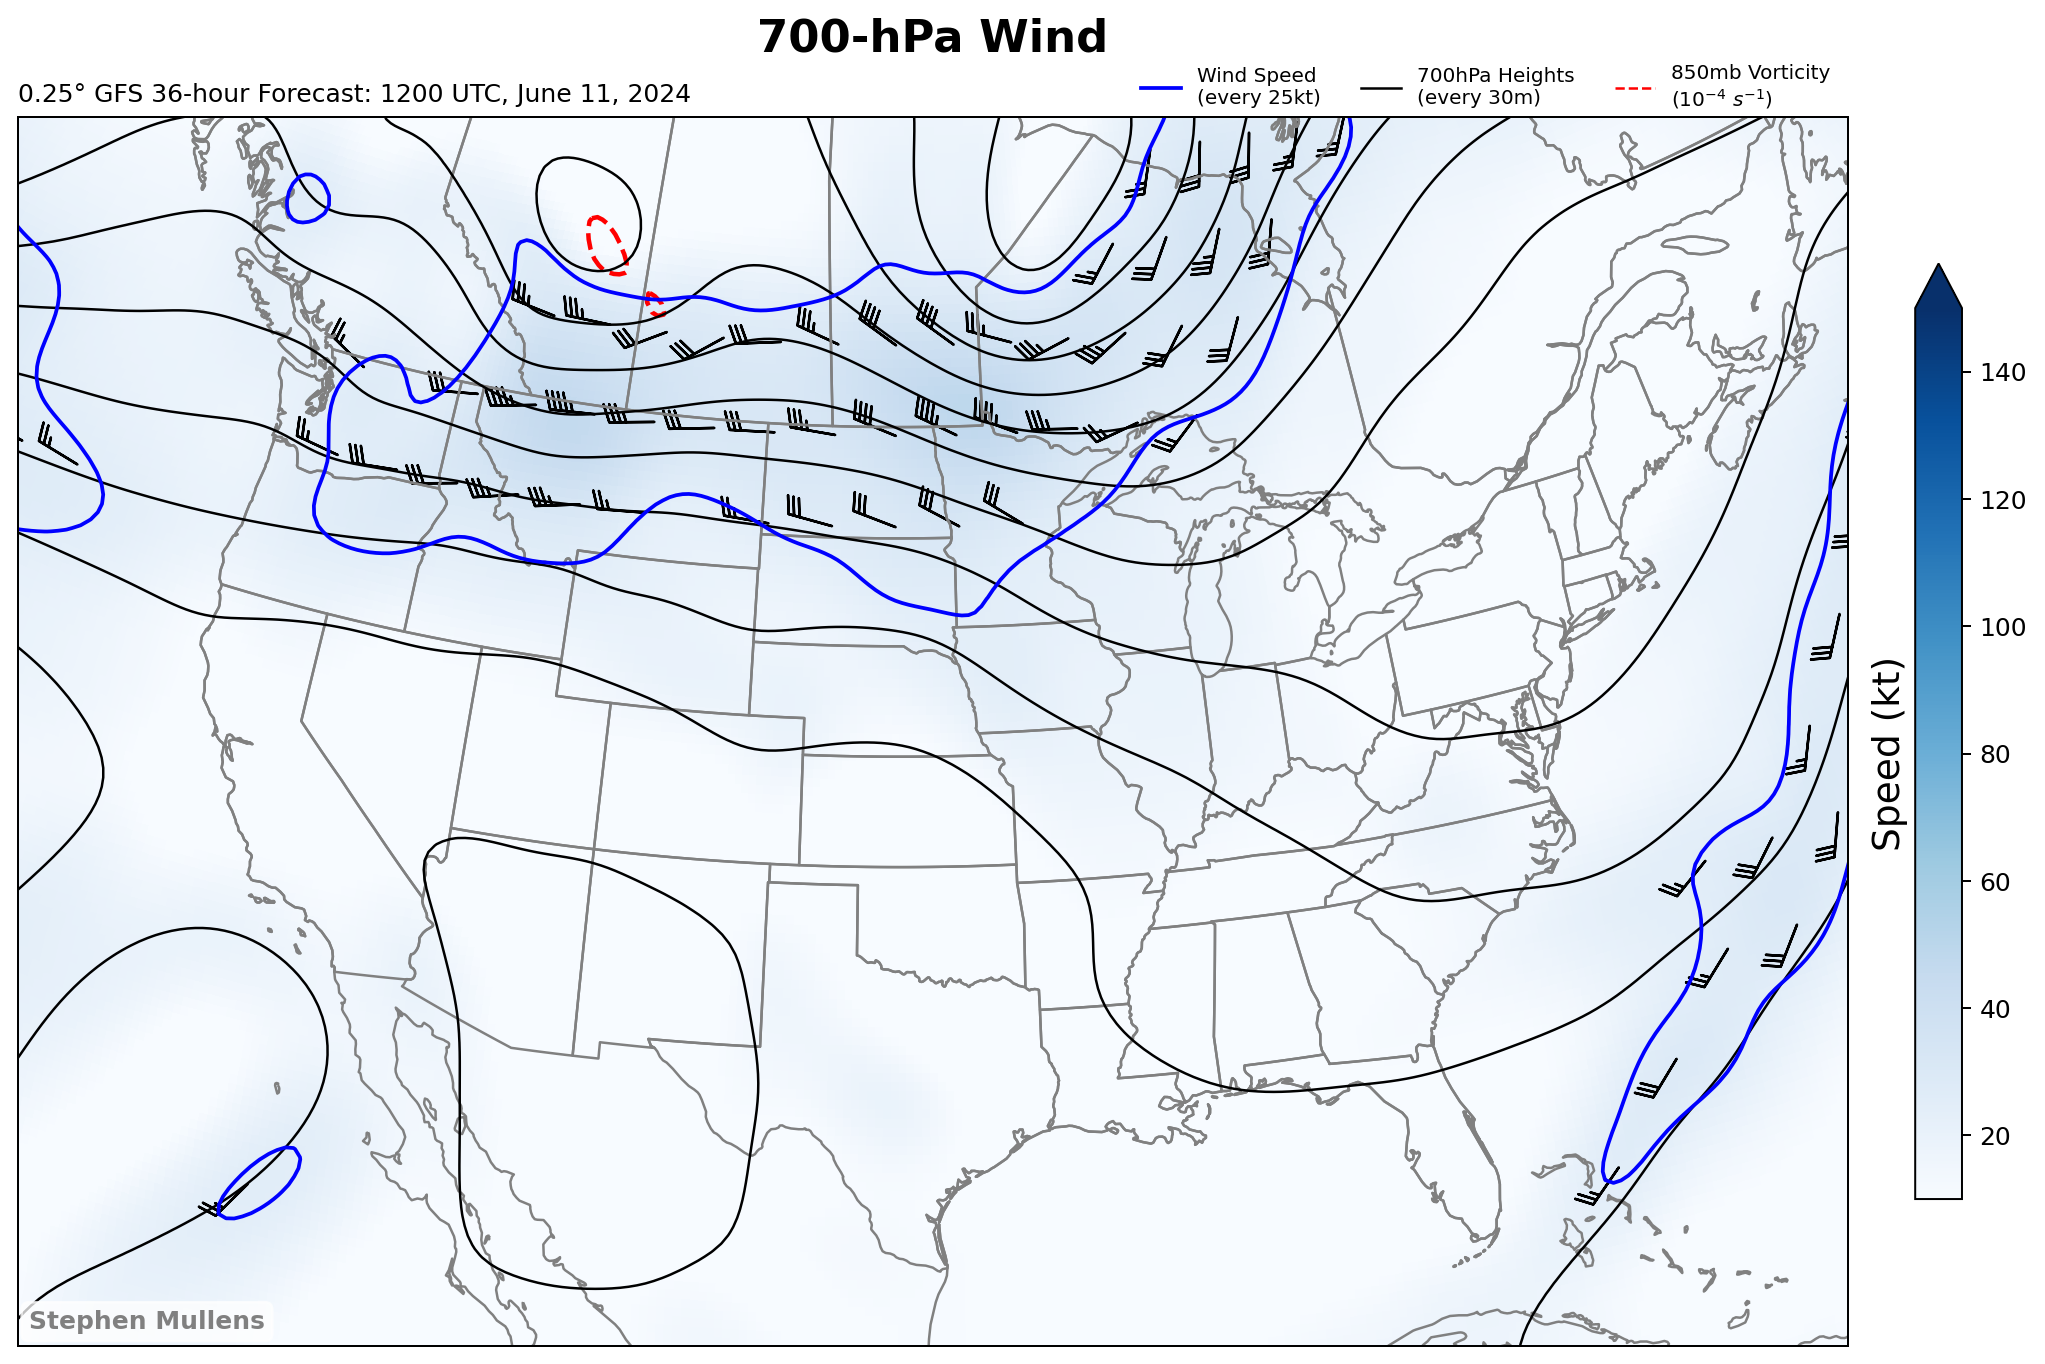 700-hPa Wind
0.25° GFS 36-hour Forecast: 1200 UTC, June 11, 2024
Wind Speed
(every 25kt)
700hPa Heights
(every 30m)
850mb Vorticity
(10⁻⁴ s⁻¹)
140
120
100
80
60
40
20
Speed (kt)
Stephen Mullens